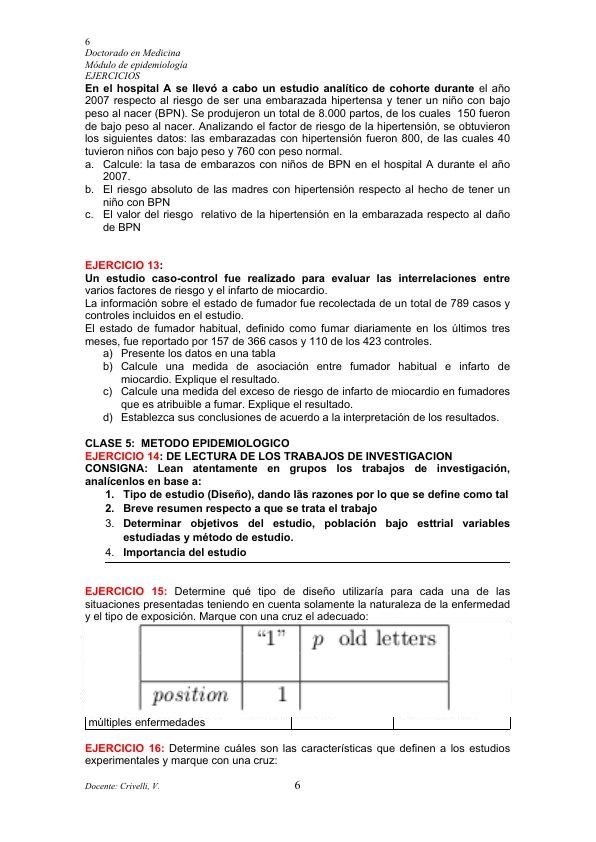 6
Doctorado en Medicina
Módulo de epidemiología
EJERCICIOS
En el hospital A se llevó a cabo un estudio analítico de cohorte durante el año
2007 respecto al riesgo de ser una embarazada hipertensa y tener un niño con bajo
peso al nacer (BPN). Se produjeron un total de 8.000 partos, de los cuales 150 fueron
de bajo peso al nacer. Analizando el factor de riesgo de la hipertensión, se obtuvieron
los siguientes datos: las embarazadas con hipertensión fueron 800, de las cuales 40
tuvieron niños con bajo peso y 760 con peso normal.
a. Calcule: la tasa de embarazos con niños de BPN en el hospital A durante el año
2007.
b. El riesgo absoluto de las madres con hipertensión respecto al hecho de tener un
niño con BPN
c. El valor del riesgo relativo de la hipertensión en la embarazada respecto al daño
de BPN
EJERCICIO 13:
Un estudio caso-control fue realizado para evaluar las interrelaciones entre
varios factores de riesgo y el infarto de miocardio.
La información sobre el estado de fumador fue recolectada de un total de 789 casos y
controles incluidos en el estudio.
El estado de fumador habitual, definido como fumar diariamente en los últimos tres
meses, fue reportado por 157 de 366 casos y 110 de los 423 controles.
a) Presente los datos en una tabla
b) Calcule una medida de asociación entre fumador habitual e infarto de
miocardio. Explique el resultado.
c) Calcule una medida del exceso de riesgo de infarto de miocardio en fumadores
que es atribuible a fumar. Explique el resultado.
d) Establezca sus conclusiones de acuerdo a la interpretación de los resultados.
CLASE 5: METODO EPIDEMIOLOGICO
EJERCICIO 14: DE LECTURA DE LOS TRABAJOS DE INVESTIGACION
CONSIGNA: Lean atentamente en grupos los trabajos de investigación,
analícenlos en base a:
1. Tipo de estudio (Diseño), dando läs razones por lo que se define como tal
2. Breve resumen respecto a que se trata el trabajo
3. Determinar objetivos del estudio, población bajo esttrial variables
estudiadas y método de estudio.
4. Importancia del estudio
EJERCICIO 15: Determine qué tipo de diseño utilizaría para cada una de las
situaciones presentadas teniendo en cuenta solamente la naturaleza de la enfermedad
y el tipo de exposición. Marque con una cruz el adecuado:
“1” p old letters
position 1
múltiples enfermedades
EJERCICIO 16: Determine cuáles son las características que definen a los estudios
experimentales y marque con una cruz:
Docente: Crivelli, V. 6